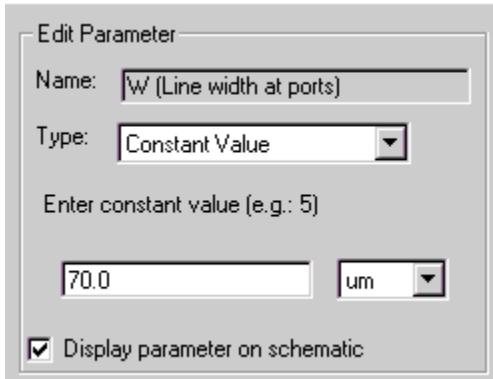 Edit Parameter
Name: W (Line width at ports)
Type: Constant Value
Enter constant value (e.g.: 5)
70.0 um
Display parameter on schematic